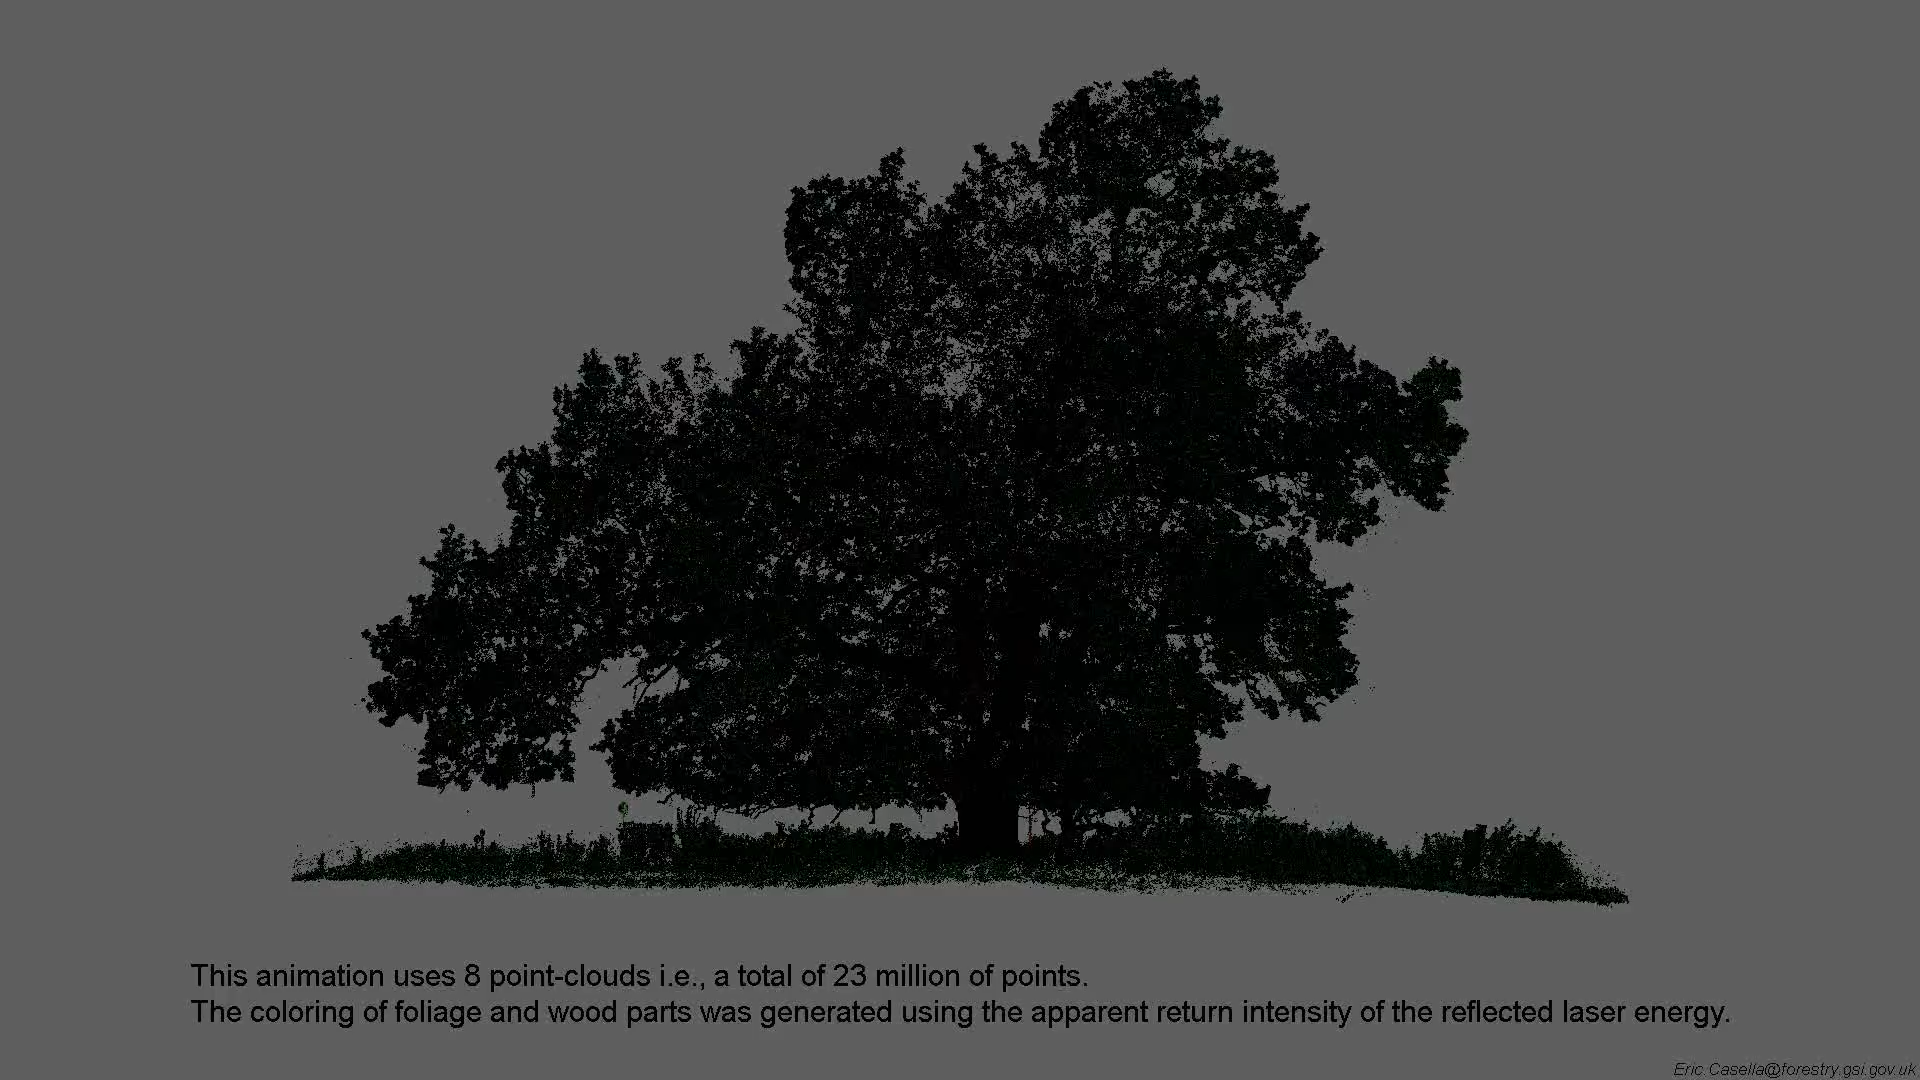 This animation uses 8 point-clouds i.e., a total of 23 million of points.
The coloring of foliage and wood parts was generated using the apparent return intensity of the reflected laser energy.
Eric.Casella@forestry.gsi.gov.uk